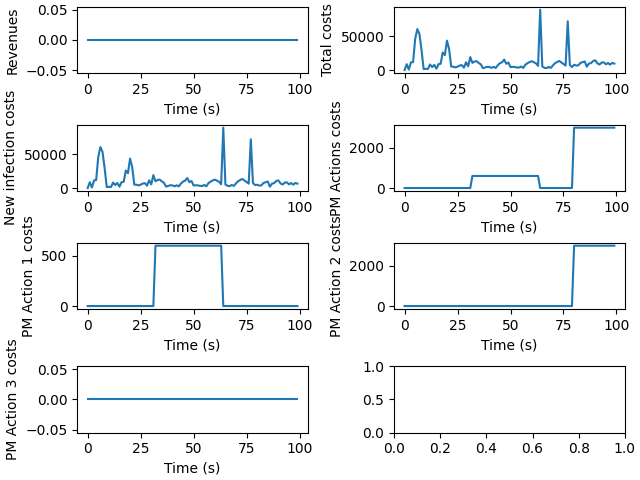 Revenues
0.05
0.00
−0.05
0 25 50 75 100
Time (s)
Total costs
50000
0
0 25 50 75 100
Time (s)
New infection costs
50000
0
0 25 50 75 100
Time (s)
PM Actions costs
2000
0
0 25 50 75 100
Time (s)
PM Action 1 costs
500
0
0 25 50 75 100
Time (s)
PM Action 2 costs
2000
0
0 25 50 75 100
Time (s)
PM Action 3 costs
0.05
0.00
−0.05
0 25 50 75 100
Time (s)
1.0
0.5
0.0
0.0 0.2 0.4 0.6 0.8 1.0